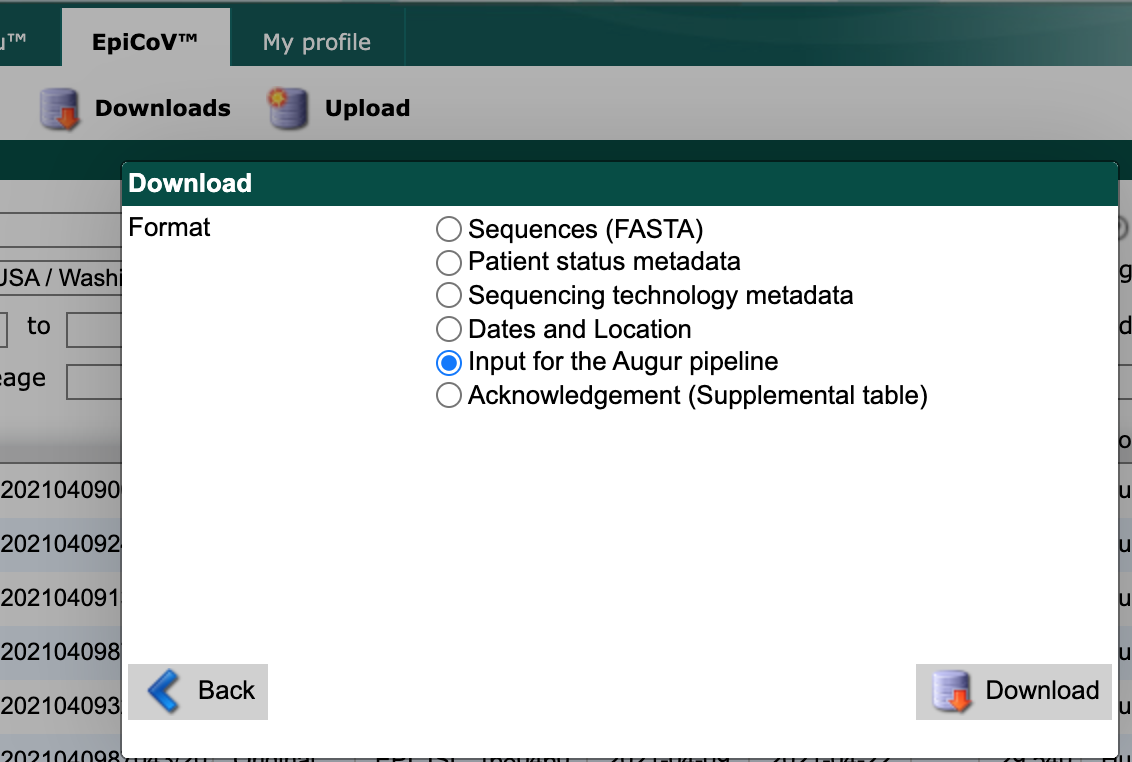 EpiCoV™ My profile
Downloads Upload
Download
Format
Sequences (FASTA)
Patient status metadata
Sequencing technology metadata
Dates and Location
Input for the Augur pipeline
Acknowledgement (Supplemental table)
USA / Washi
to
eage
202104090
202104092
202104091
202104098
202104093
Back Download